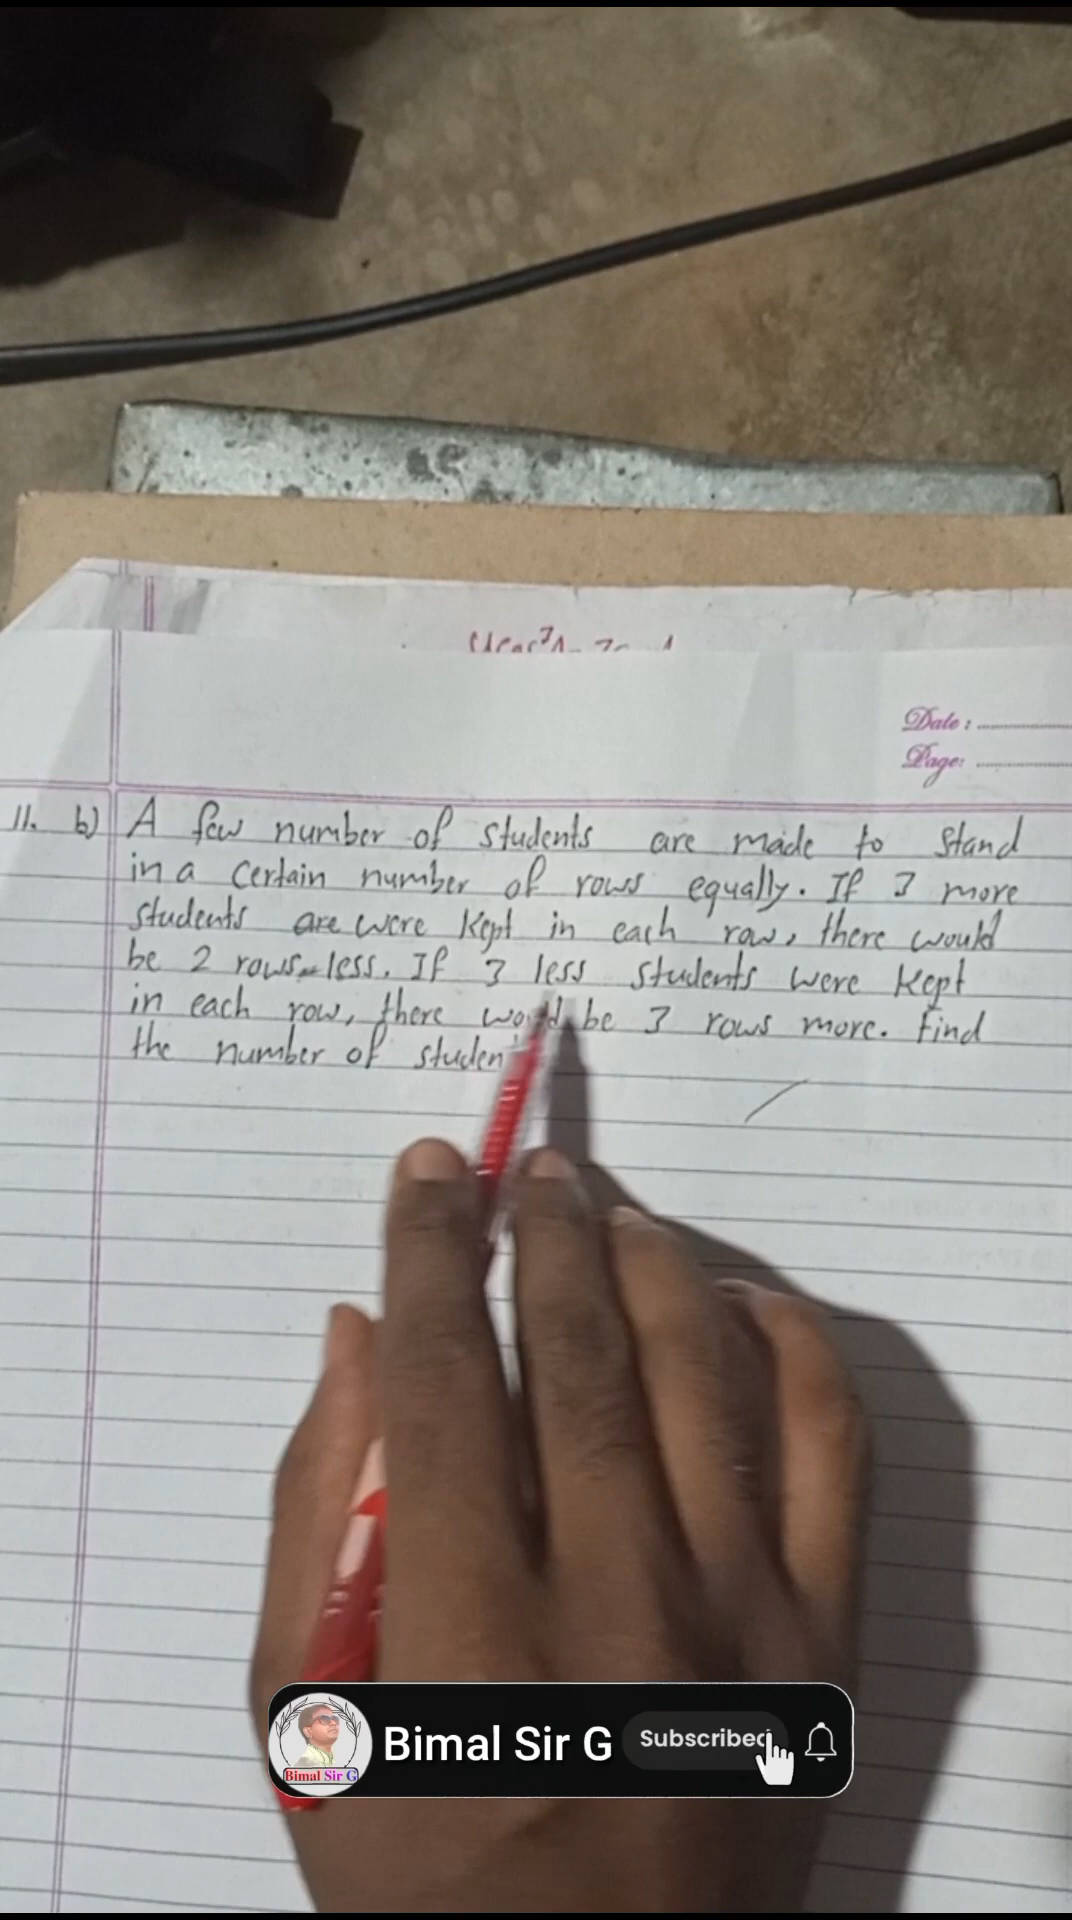 Date:
Page:
11. b) A few number of students are made to stand
in a certain number of rows equally. If 3 more
students are were kept in each row, there would
be 2 rows less. If 3 less students were kept
in each row, there would be 3 rows more. Find
the number of
Bimal Sir G
Bimal Sir G Subscribed